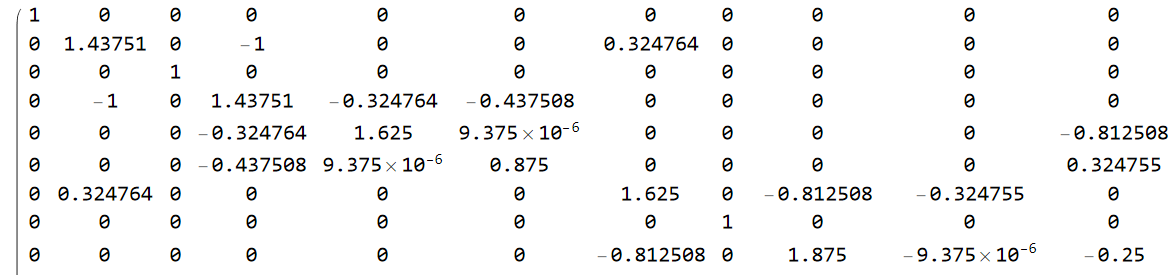 1 0 0 0 0 0 0 0 0 0 0
0 1.43751 0 -1 0 0 0.324764 0 0 0 0
0 0 1 0 0 0 0 0 0 0 0
0 -1 0 1.43751 -0.324764 -0.437508 0 0 0 0 0
0 0 0 -0.324764 1.625 9.375×10⁻⁶ 0 0 0 0 -0.812508
0 0 0 -0.437508 9.375×10⁻⁶ 0.875 0 0 0 0 0.324755
0 0.324764 0 0 0 0 1.625 0 -0.812508 -0.324755 0
0 0 0 0 0 0 0 1 0 0 0
0 0 0 0 0 0 -0.812508 0 1.875 -9.375×10⁻⁶ -0.25